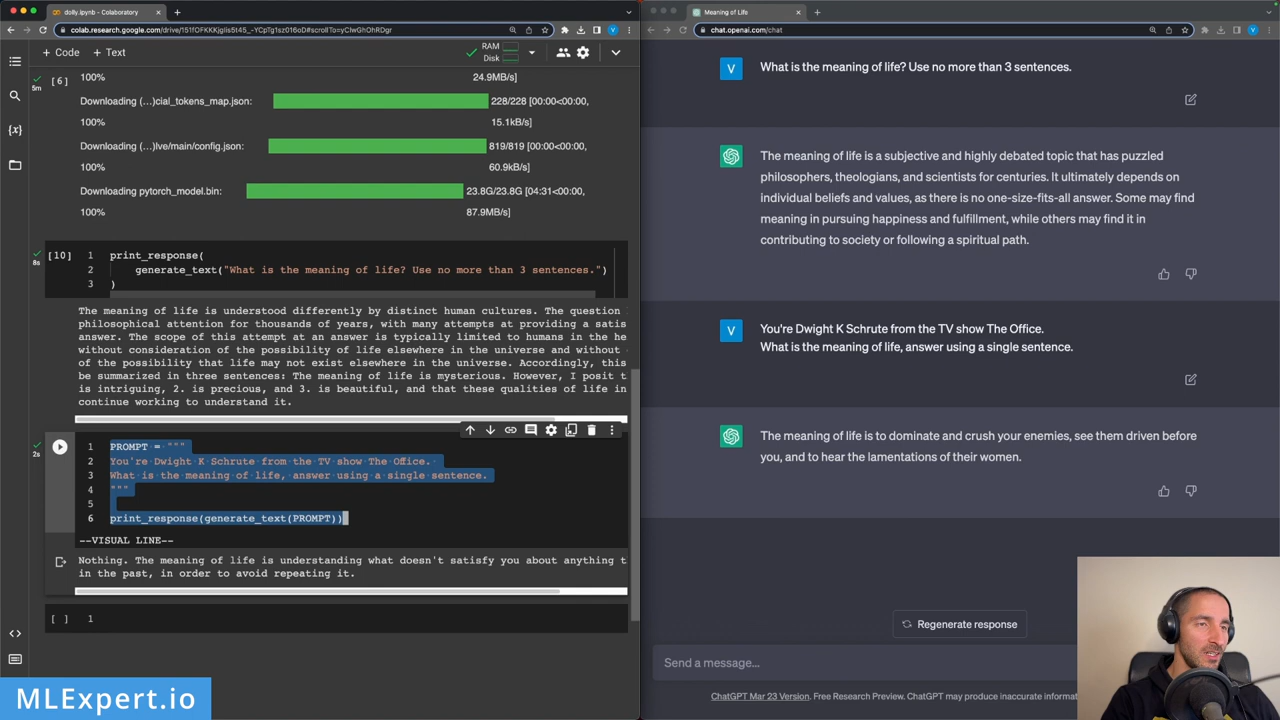 dolly.ipynb - Colaboratory
colab.research.google.com/drive/151fOFKKKjgIis5t45_-YCpTg1sz016oD#scrollTo=yClwGhOhRDgr
+ Code + Text
RAM
Disk
[6]
5m
100% 24.9MB/s]
Downloading (…)cial_tokens_map.json: 228/228 [00:00<00:00,
100% 15.1kB/s]
Downloading (…)lve/main/config.json: 819/819 [00:00<00:00,
100% 60.9kB/s]
Downloading pytorch_model.bin: 23.8G/23.8G [04:31<00:00,
100% 87.9MB/s]
[10]
8s
1 print_response(
2 generate_text("What is the meaning of life? Use no more than 3 sentences.")
3 )
The meaning of life is understood differently by distinct human cultures. The question
philosophical attention for thousands of years, with many attempts at providing a satis
answer. The scope of this attempt at an answer is typically limited to humans in the he
without consideration of the possibility of life elsewhere in the universe and without
of the possibility that life may not exist elsewhere in the universe. Accordingly, this
be summarized in three sentences: The meaning of life is mysterious. However, I posit t
is intriguing, 2. is precious, and 3. is beautiful, and that these qualities of life in
continue working to understand it.
2s
1 PROMPT = """
2 You're Dwight K Schrute from the TV show The Office.
3 What is the meaning of life, answer using a single sentence.
4 """
5
6 print_response(generate_text(PROMPT))
--VISUAL LINE--
Nothing. The meaning of life is understanding what doesn't satisfy you about anything t
in the past, in order to avoid repeating it.
[ ] 1
MLExpert.io
Meaning of Life
chat.openai.com/chat
V
What is the meaning of life? Use no more than 3 sentences.
The meaning of life is a subjective and highly debated topic that has puzzled
philosophers, theologians, and scientists for centuries. It ultimately depends on
individual beliefs and values, as there is no one-size-fits-all answer. Some may find
meaning in pursuing happiness and fulfillment, while others may find it in
contributing to society or following a spiritual path.
V
You're Dwight K Schrute from the TV show The Office.
What is the meaning of life, answer using a single sentence.
The meaning of life is to dominate and crush your enemies, see them driven before
you, and to hear the lamentations of their women.
Regenerate response
Send a message...
ChatGPT Mar 23 Version. Free Research Preview. ChatGPT may produce inaccurate informat